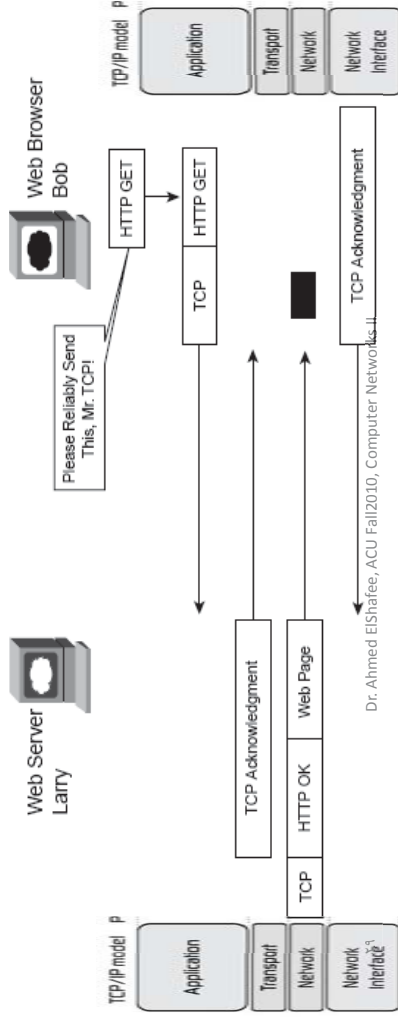 Web Server
Larry
Web Browser
Bob
Please Reliably Send
This, Mr. TCP!
HTTP GET
TCP
HTTP GET
TCP Acknowledgment
TCP
HTTP OK
Web Page
TCP Acknowledgment
TCP/IP model P
Application
Transport
Network
Network
Interface
TCP/IP model P
Application
Transport
Network
Network
Interface
Dr. Ahmed ElShafee, ACU Fall2010, Computer Networks II
٢٩